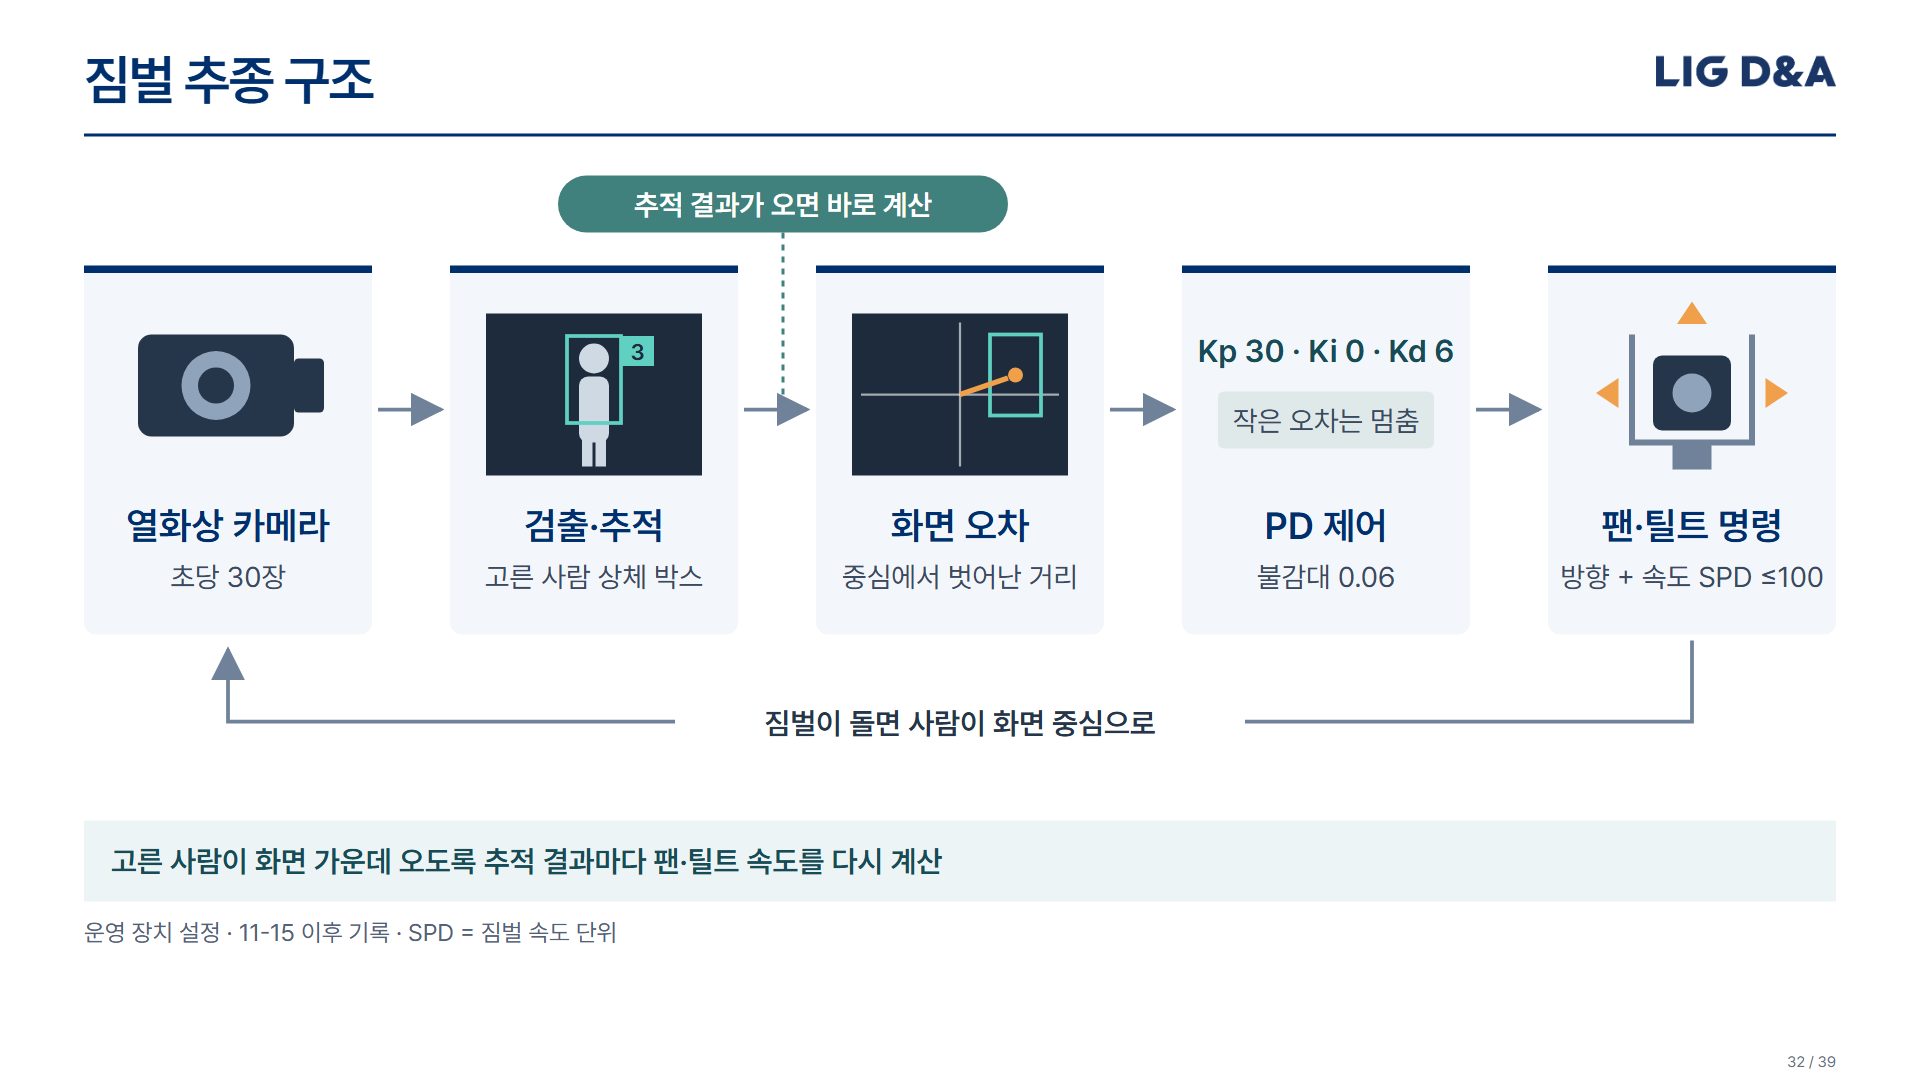 짐벌 추종 구조
LIG D&A
추적 결과가 오면 바로 계산
3
Kp 30 · Ki 0 · Kd 6
작은 오차는 멈춤
열화상 카메라
초당 30장
검출·추적
고른 사람 상체 박스
화면 오차
중심에서 벗어난 거리
PD 제어
불감대 0.06
팬·틸트 명령
방향 + 속도 SPD ≤100
짐벌이 돌면 사람이 화면 중심으로
고른 사람이 화면 가운데 오도록 추적 결과마다 팬·틸트 속도를 다시 계산
운영 장치 설정 · 11-15 이후 기록 · SPD = 짐벌 속도 단위
32 / 39